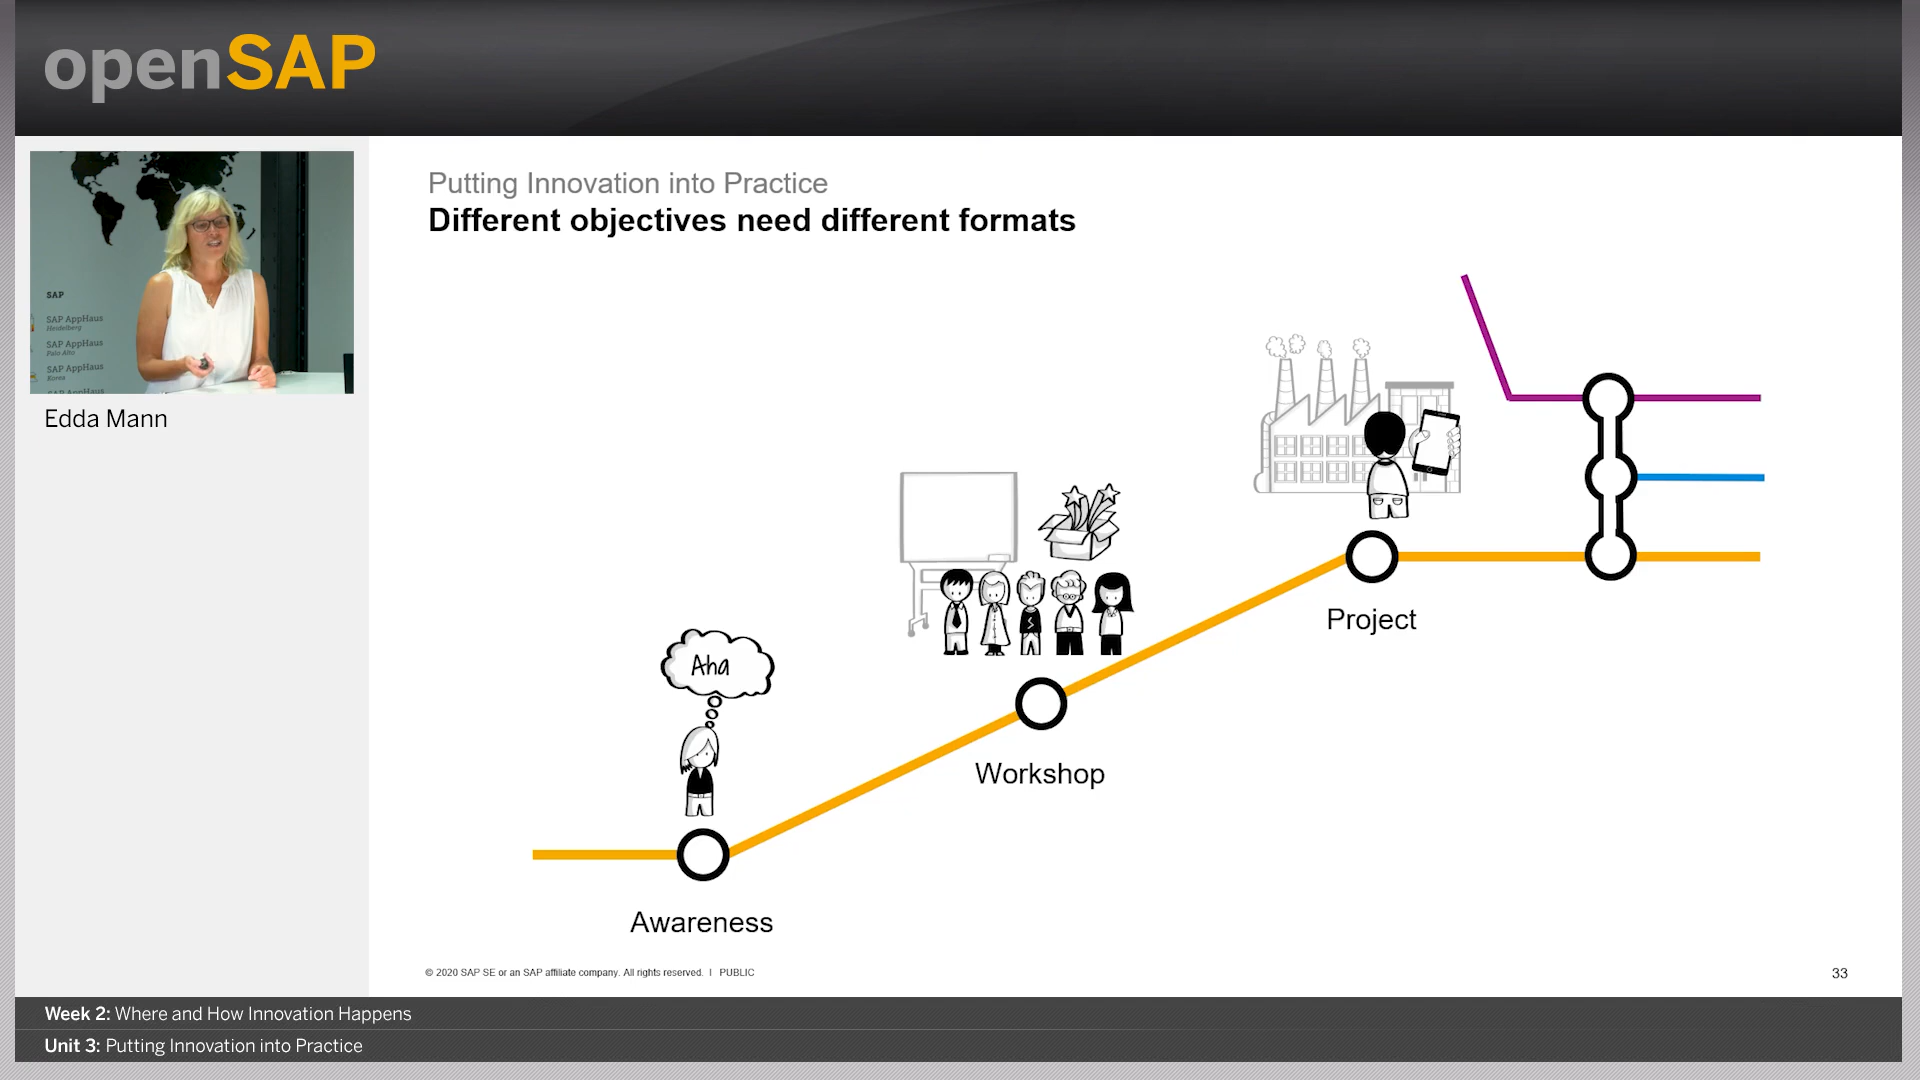 openSAP
SAP
SAP AppHaus
Heidelberg
SAP AppHaus
Palo Alto
SAP AppHaus
Korea
SAP AppHaus
Edda Mann
Putting Innovation into Practice
Different objectives need different formats
Aha
Project
Workshop
Awareness
© 2020 SAP SE or an SAP affiliate company. All rights reserved. I PUBLIC
33
Week 2: Where and How Innovation Happens
Unit 3: Putting Innovation into Practice